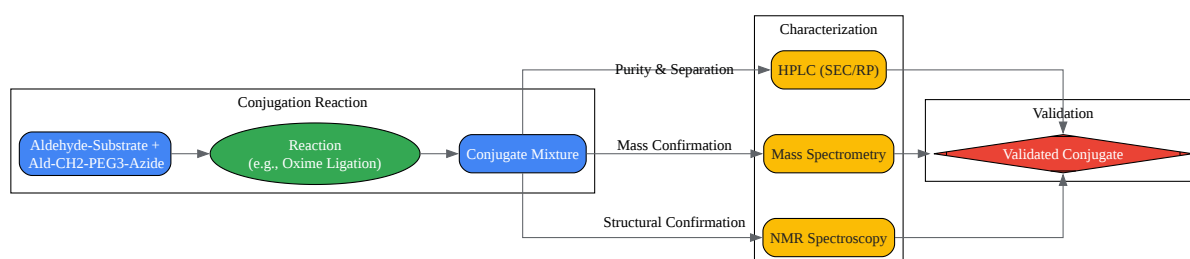 Conjugation Reaction
Aldehyde-Substrate +
Ald-CH2-PEG3-Azide
Reaction
(e.g., Oxime Ligation)
Conjugate Mixture
Purity & Separation
Mass Confirmation
Structural Confirmation
Characterization
HPLC (SEC/RP)
Mass Spectrometry
NMR Spectroscopy
Validation
Validated Conjugate